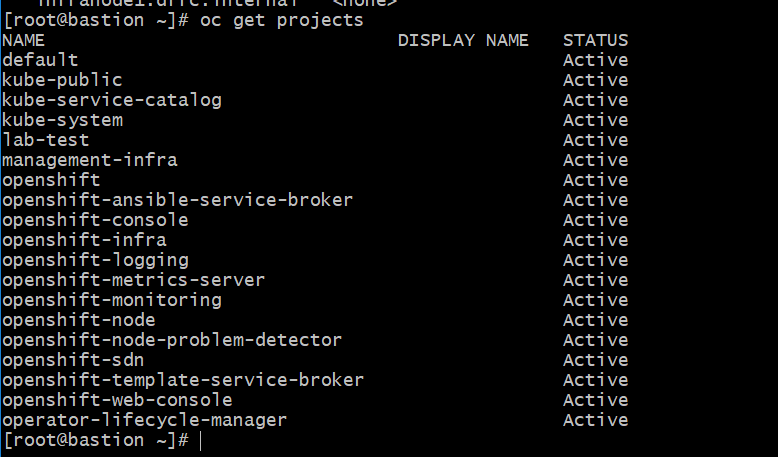 [root@bastion ~]# oc get projects
NAME DISPLAY NAME STATUS
default Active
kube-public Active
kube-service-catalog Active
kube-system Active
lab-test Active
management-infra Active
openshift Active
openshift-ansible-service-broker Active
openshift-console Active
openshift-infra Active
openshift-logging Active
openshift-metrics-server Active
openshift-monitoring Active
openshift-node Active
openshift-node-problem-detector Active
openshift-sdn Active
openshift-template-service-broker Active
openshift-web-console Active
operator-lifecycle-manager Active
[root@bastion ~]#